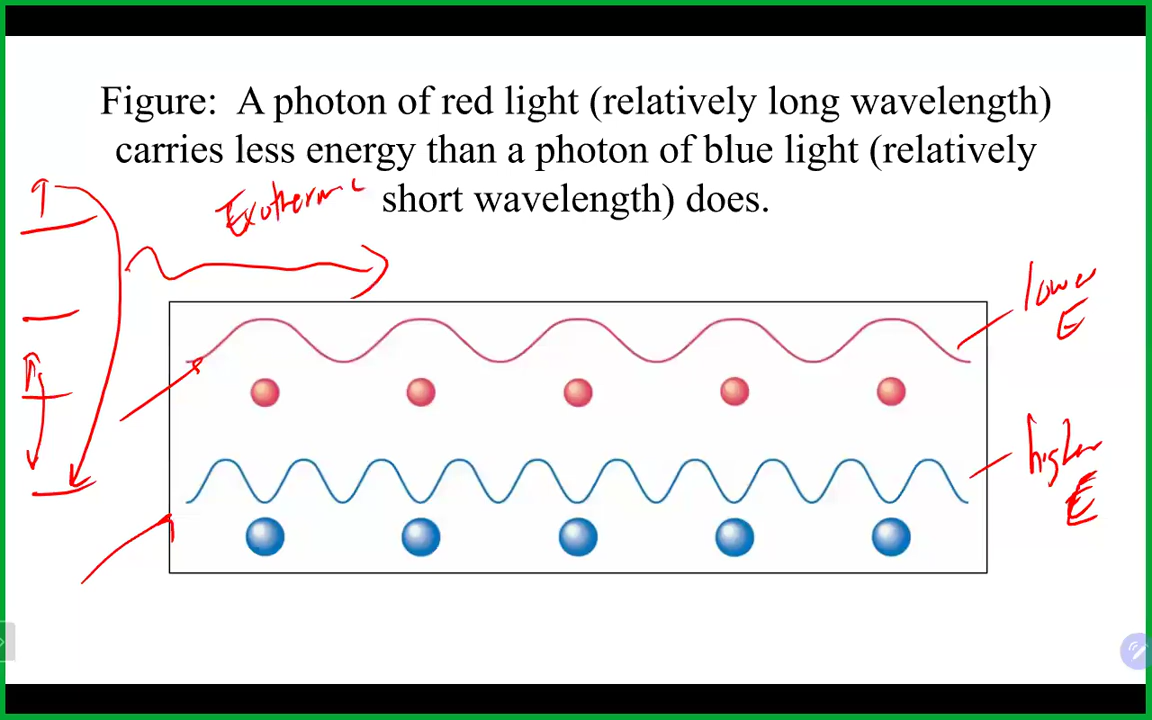 Figure: A photon of red light (relatively long wavelength)
carries less energy than a photon of blue light (relatively
short wavelength) does.
Exothermic
lower
E
higher
E